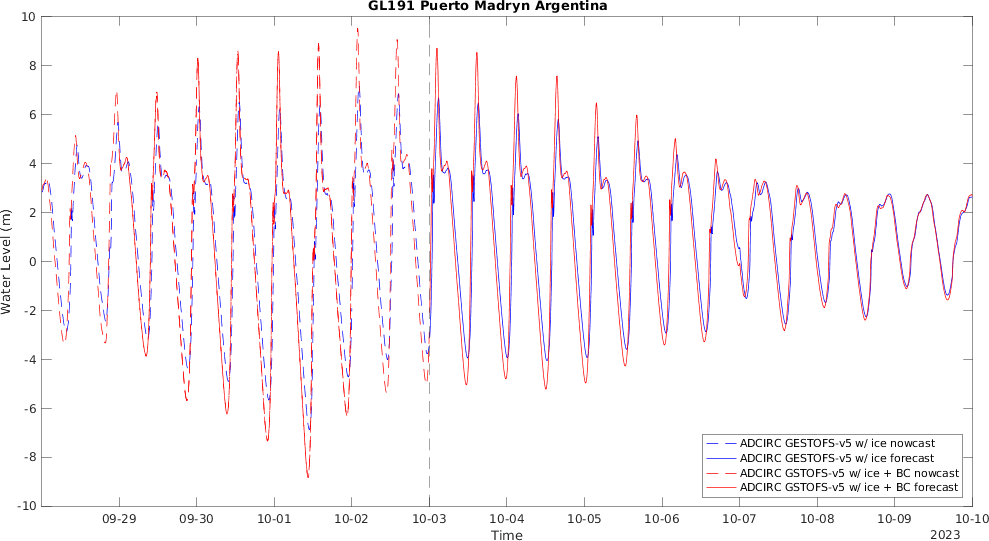 GL191 Puerto Madryn Argentina
10
8
6
4
2
0
-2
-4
-6
-8
-10
Water Level (m)
ADCIRC GESTOFS-v5 w/ ice nowcast
ADCIRC GESTOFS-v5 w/ ice forecast
ADCIRC GSTOFS-v5 w/ ice + BC nowcast
ADCIRC GSTOFS-v5 w/ ice + BC forecast
09-29 09-30 10-01 10-02 10-03 10-04 10-05 10-06 10-07 10-08 10-09 10-10
Time
2023